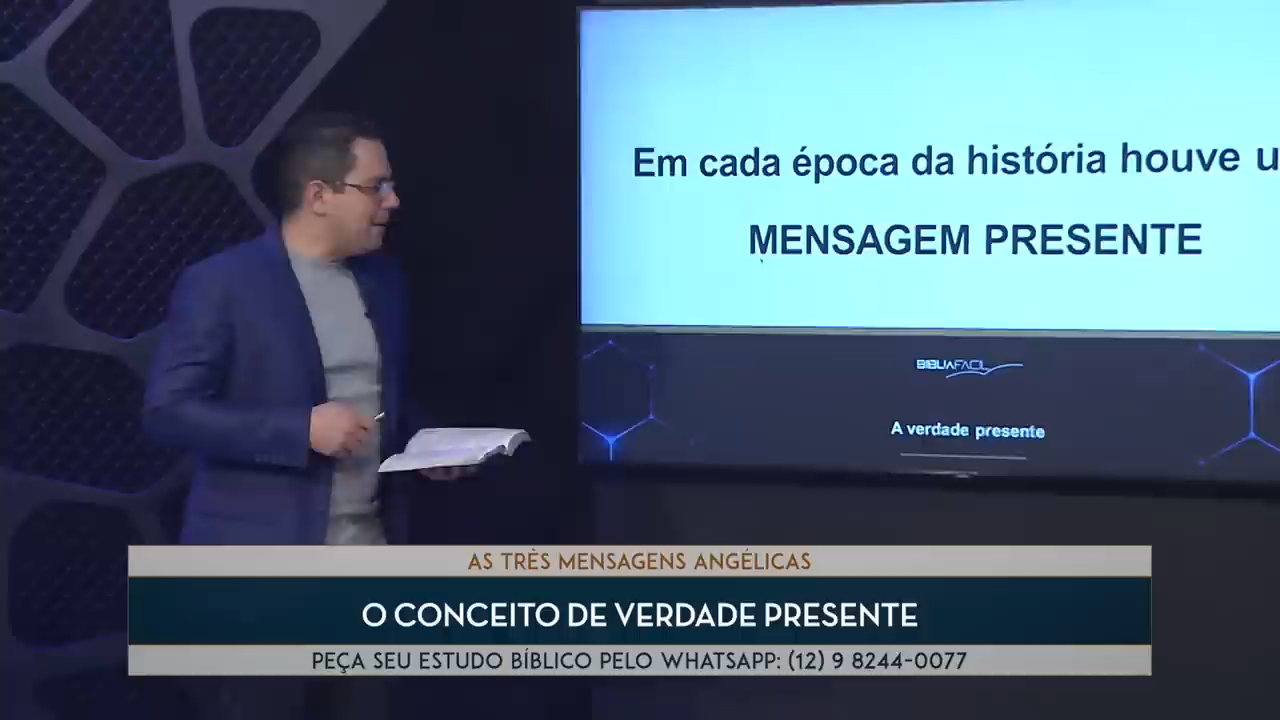 Em cada época da história houve u
MENSAGEM PRESENTE
BÍBLIAFÁCIL
A verdade presente
AS TRÊS MENSAGENS ANGÉLICAS
O CONCEITO DE VERDADE PRESENTE
PEÇA SEU ESTUDO BÍBLICO PELO WHATSAPP: (12) 9 8244-0077